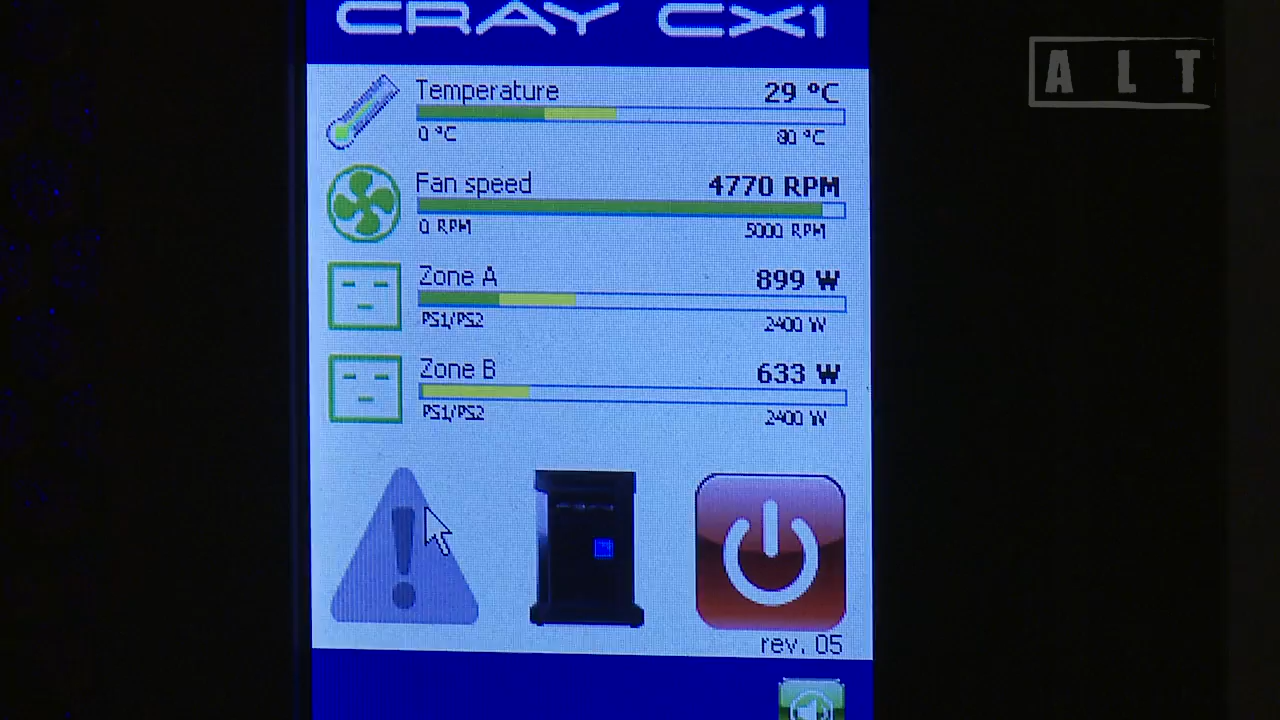 CRAY CX1
ALT
Temperature 29 °C
0 °C 80 °C
Fan speed 4770 RPM
0 RPM 5000 RPM
Zone A 899 W
PS1/PS2 2400 W
Zone B 633 W
PS1/PS2 2400 W
rev. 05